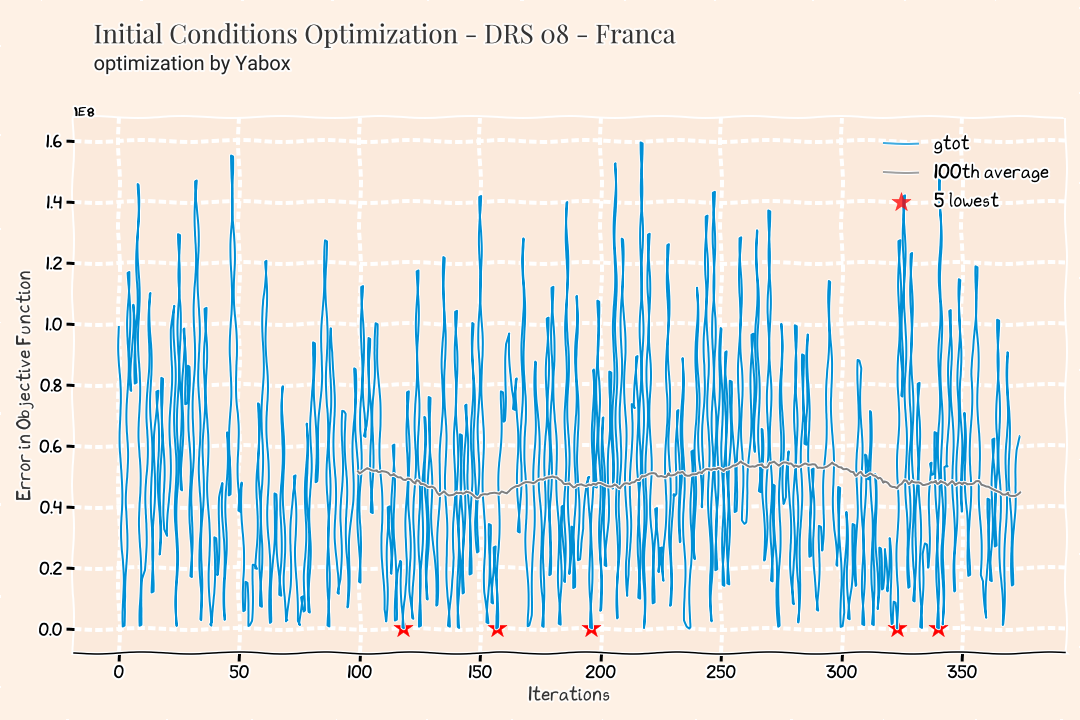 Initial Conditions Optimization - DRS 08 - Franca
optimization by Yabox
1E8
1.6
1.4
1.2
1.0
0.8
0.6
0.4
0.2
0.0
Error in Objective Function
gtot
100th average
5 lowest
0 50 100 150 200 250 300 350
Iterations